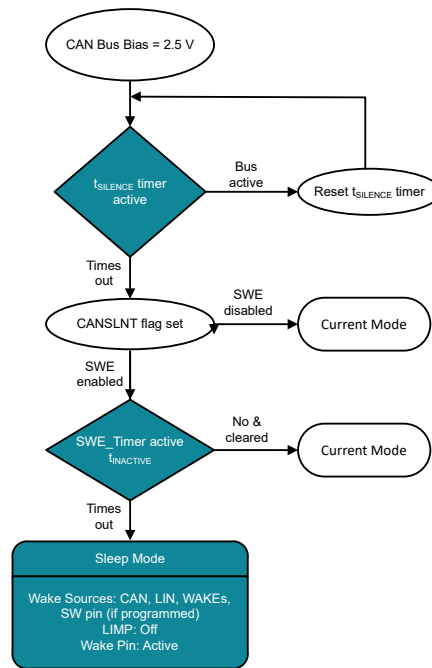 CAN Bus Bias = 2.5 V
tSILENCE timer
active
Bus
active
Reset tSILENCE timer
Times
out
CANSLNT flag set
SWE
disabled
Current Mode
SWE
enabled
SWE_Timer active
tINACTIVE
No &
cleared
Current Mode
Times
out
Sleep Mode
Wake Sources: CAN, LIN, WAKEs,
SW pin (if programmed)
LIMP: Off
Wake Pin: Active